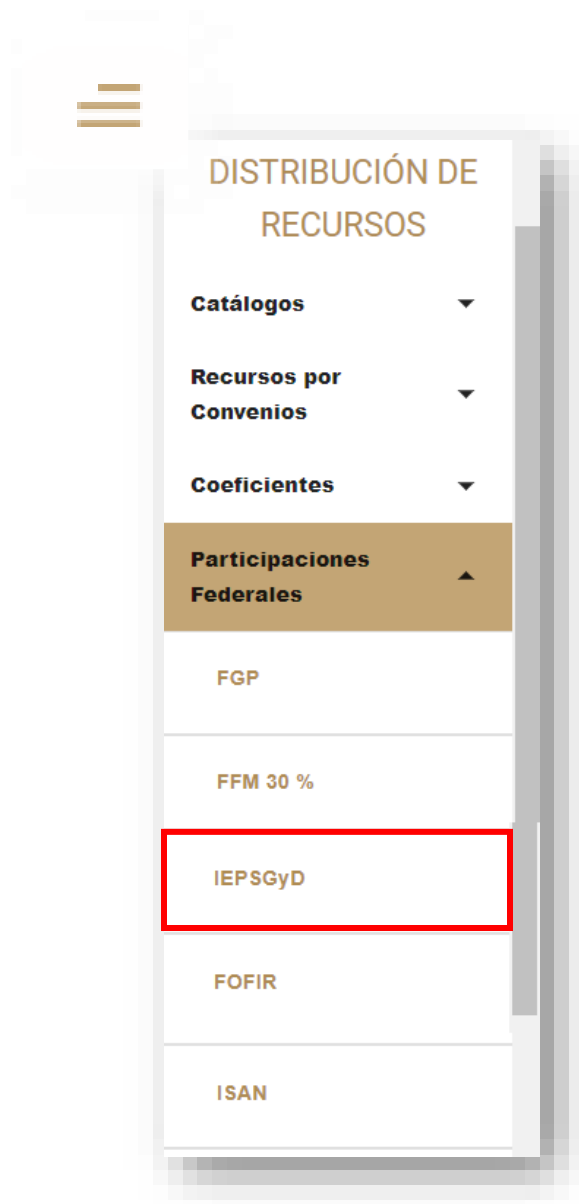 DISTRIBUCIÓN DE
RECURSOS
Catálogos
Recursos por
Convenios
Coeficientes
Participaciones
Federales
FGP
FFM 30 %
IEPSGyD
FOFIR
ISAN